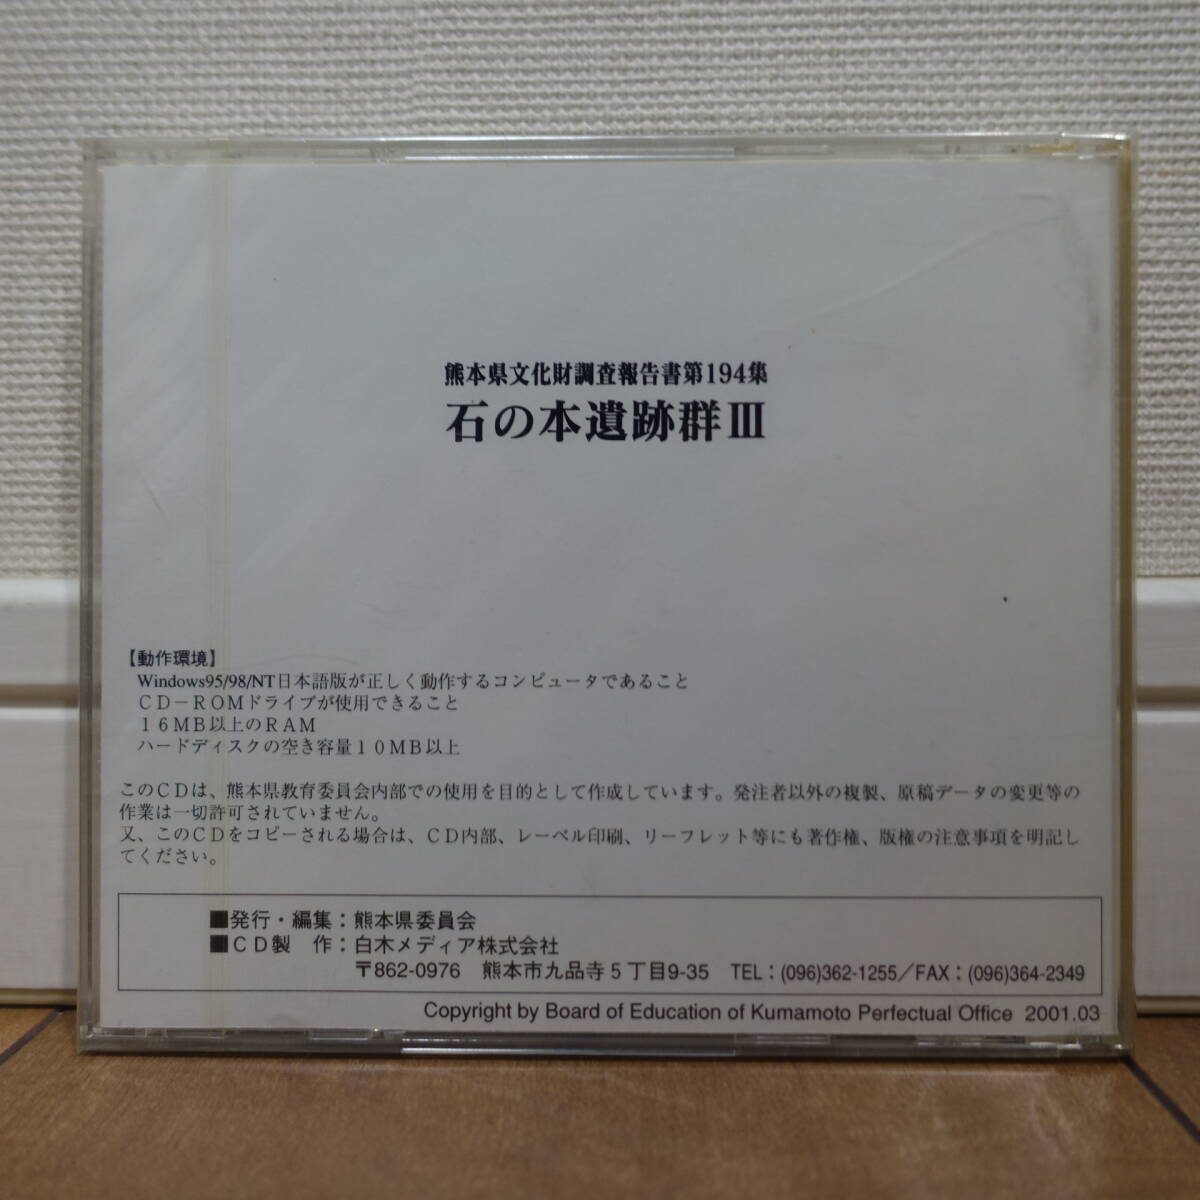 熊本県文化財調査報告書第194集
石の本遺跡群Ⅲ
【動作環境】
Windows95/98/NT日本語版が正しく動作するコンピュータであること
ＣＤ－ＲＯＭドライブが使用できること
１６ＭＢ以上のＲＡＭ
ハードディスクの空き容量１０ＭＢ以上
このＣＤは、熊本県教育委員会内部での使用を目的として作成しています。発注者以外の複製、原稿データの変更等の
作業は一切許可されていません。
又、このＣＤをコピーされる場合は、ＣＤ内部、レーベル印刷、リーフレット等にも著作権、版権の注意事項を明記し
てください。
■発行・編集：熊本県委員会
■ＣＤ製　作：白木メディア株式会社
〒862-0976　熊本市九品寺５丁目9-35　TEL：(096)362-1255／FAX：(096)364-2349
Copyright by Board of Education of Kumamoto Perfectual Office 2001.03